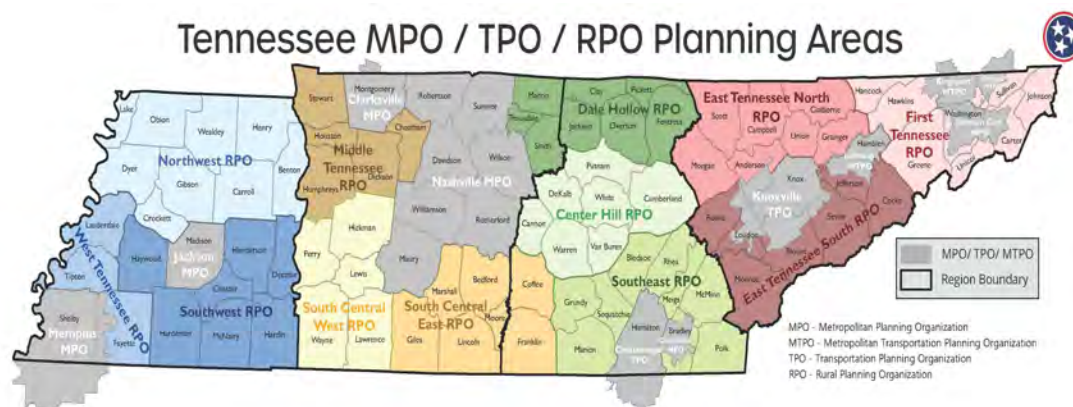 Tennessee MPO / TPO / RPO Planning Areas
Lake
Obion
Weakley
Henry
Northwest RPO
Dyer
Gibson
Carroll
Benton
Crockett
Lauderdale
Tipton
Haywood
Madison
Jackson
MPO
Henderson
Decatur
Chester
West Tennessee RPO
Southwest RPO
Shelby
Memphis
MPO
Fayette
Hardeman
McNairy
Hardin
Stewart
Montgomery
Clarksville
MPO
Robertson
Sumner
Houston
Cheatham
Middle
Tennessee
RPO
Dickson
Humphreys
Davidson
Wilson
Nashville MPO
Williamson
Rutherford
Maury
Hickman
Perry
Lewis
South Central
West RPO
Wayne
Lawrence
Marshall
Bedford
South Central
East RPO
Moore
Giles
Lincoln
Coffee
Franklin
Macon
Trousdale
Smith
Clay
Pickett
Dale Hollow RPO
Jackson
Overton
Fentress
Putnam
DeKalb
White
Cumberland
Center Hill RPO
Cannon
Warren
Van Buren
Bledsoe
Rhea
Southeast RPO
Meigs
McMinn
Grundy
Sequatchie
Hamilton
Bradley
Marion
Polk
TPO
MPO
East Tennessee North
RPO
Scott
Campbell
Claiborne
Union
Grainger
Morgan
Anderson
Knox
Knoxville
TPO
Roane
Loudon
Blount
Monroe
Sevier
Cocke
Jefferson
Hamblen
MTPO
East Tennessee South RPO
Hancock
Hawkins
First
Tennessee
RPO
Greene
MTPO
Sullivan
Washington
Johnson
Carter
Unicoi
MPO/TPO/MTPO
Region Boundary
MPO - Metropolitan Planning Organization
MTPO - Metropolitan Transportation Planning Organization
TPO - Transportation Planning Organization
RPO - Rural Planning Organization